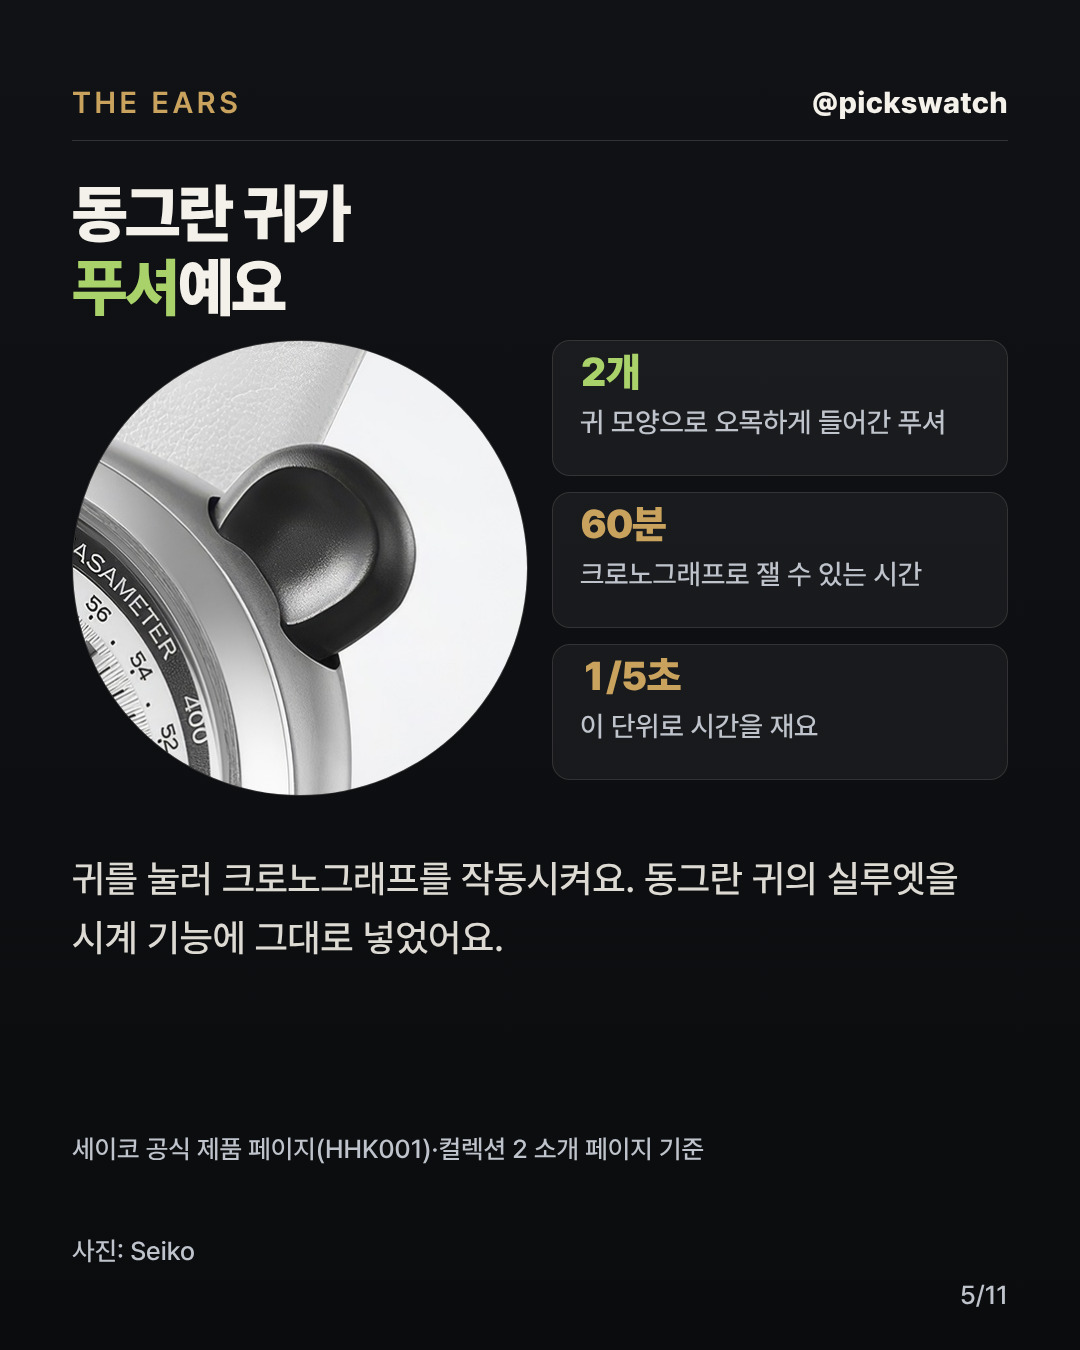 THE EARS
@pickswatch
동그란 귀가
푸셔예요
ASAMETER
400
56
54
52
2개
귀 모양으로 오목하게 들어간 푸셔
60분
크로노그래프로 잴 수 있는 시간
1/5초
이 단위로 시간을 재요
귀를 눌러 크로노그래프를 작동시켜요. 동그란 귀의 실루엣을
시계 기능에 그대로 넣었어요.
세이코 공식 제품 페이지(HHK001)·컬렉션 2 소개 페이지 기준
사진: Seiko
5/11